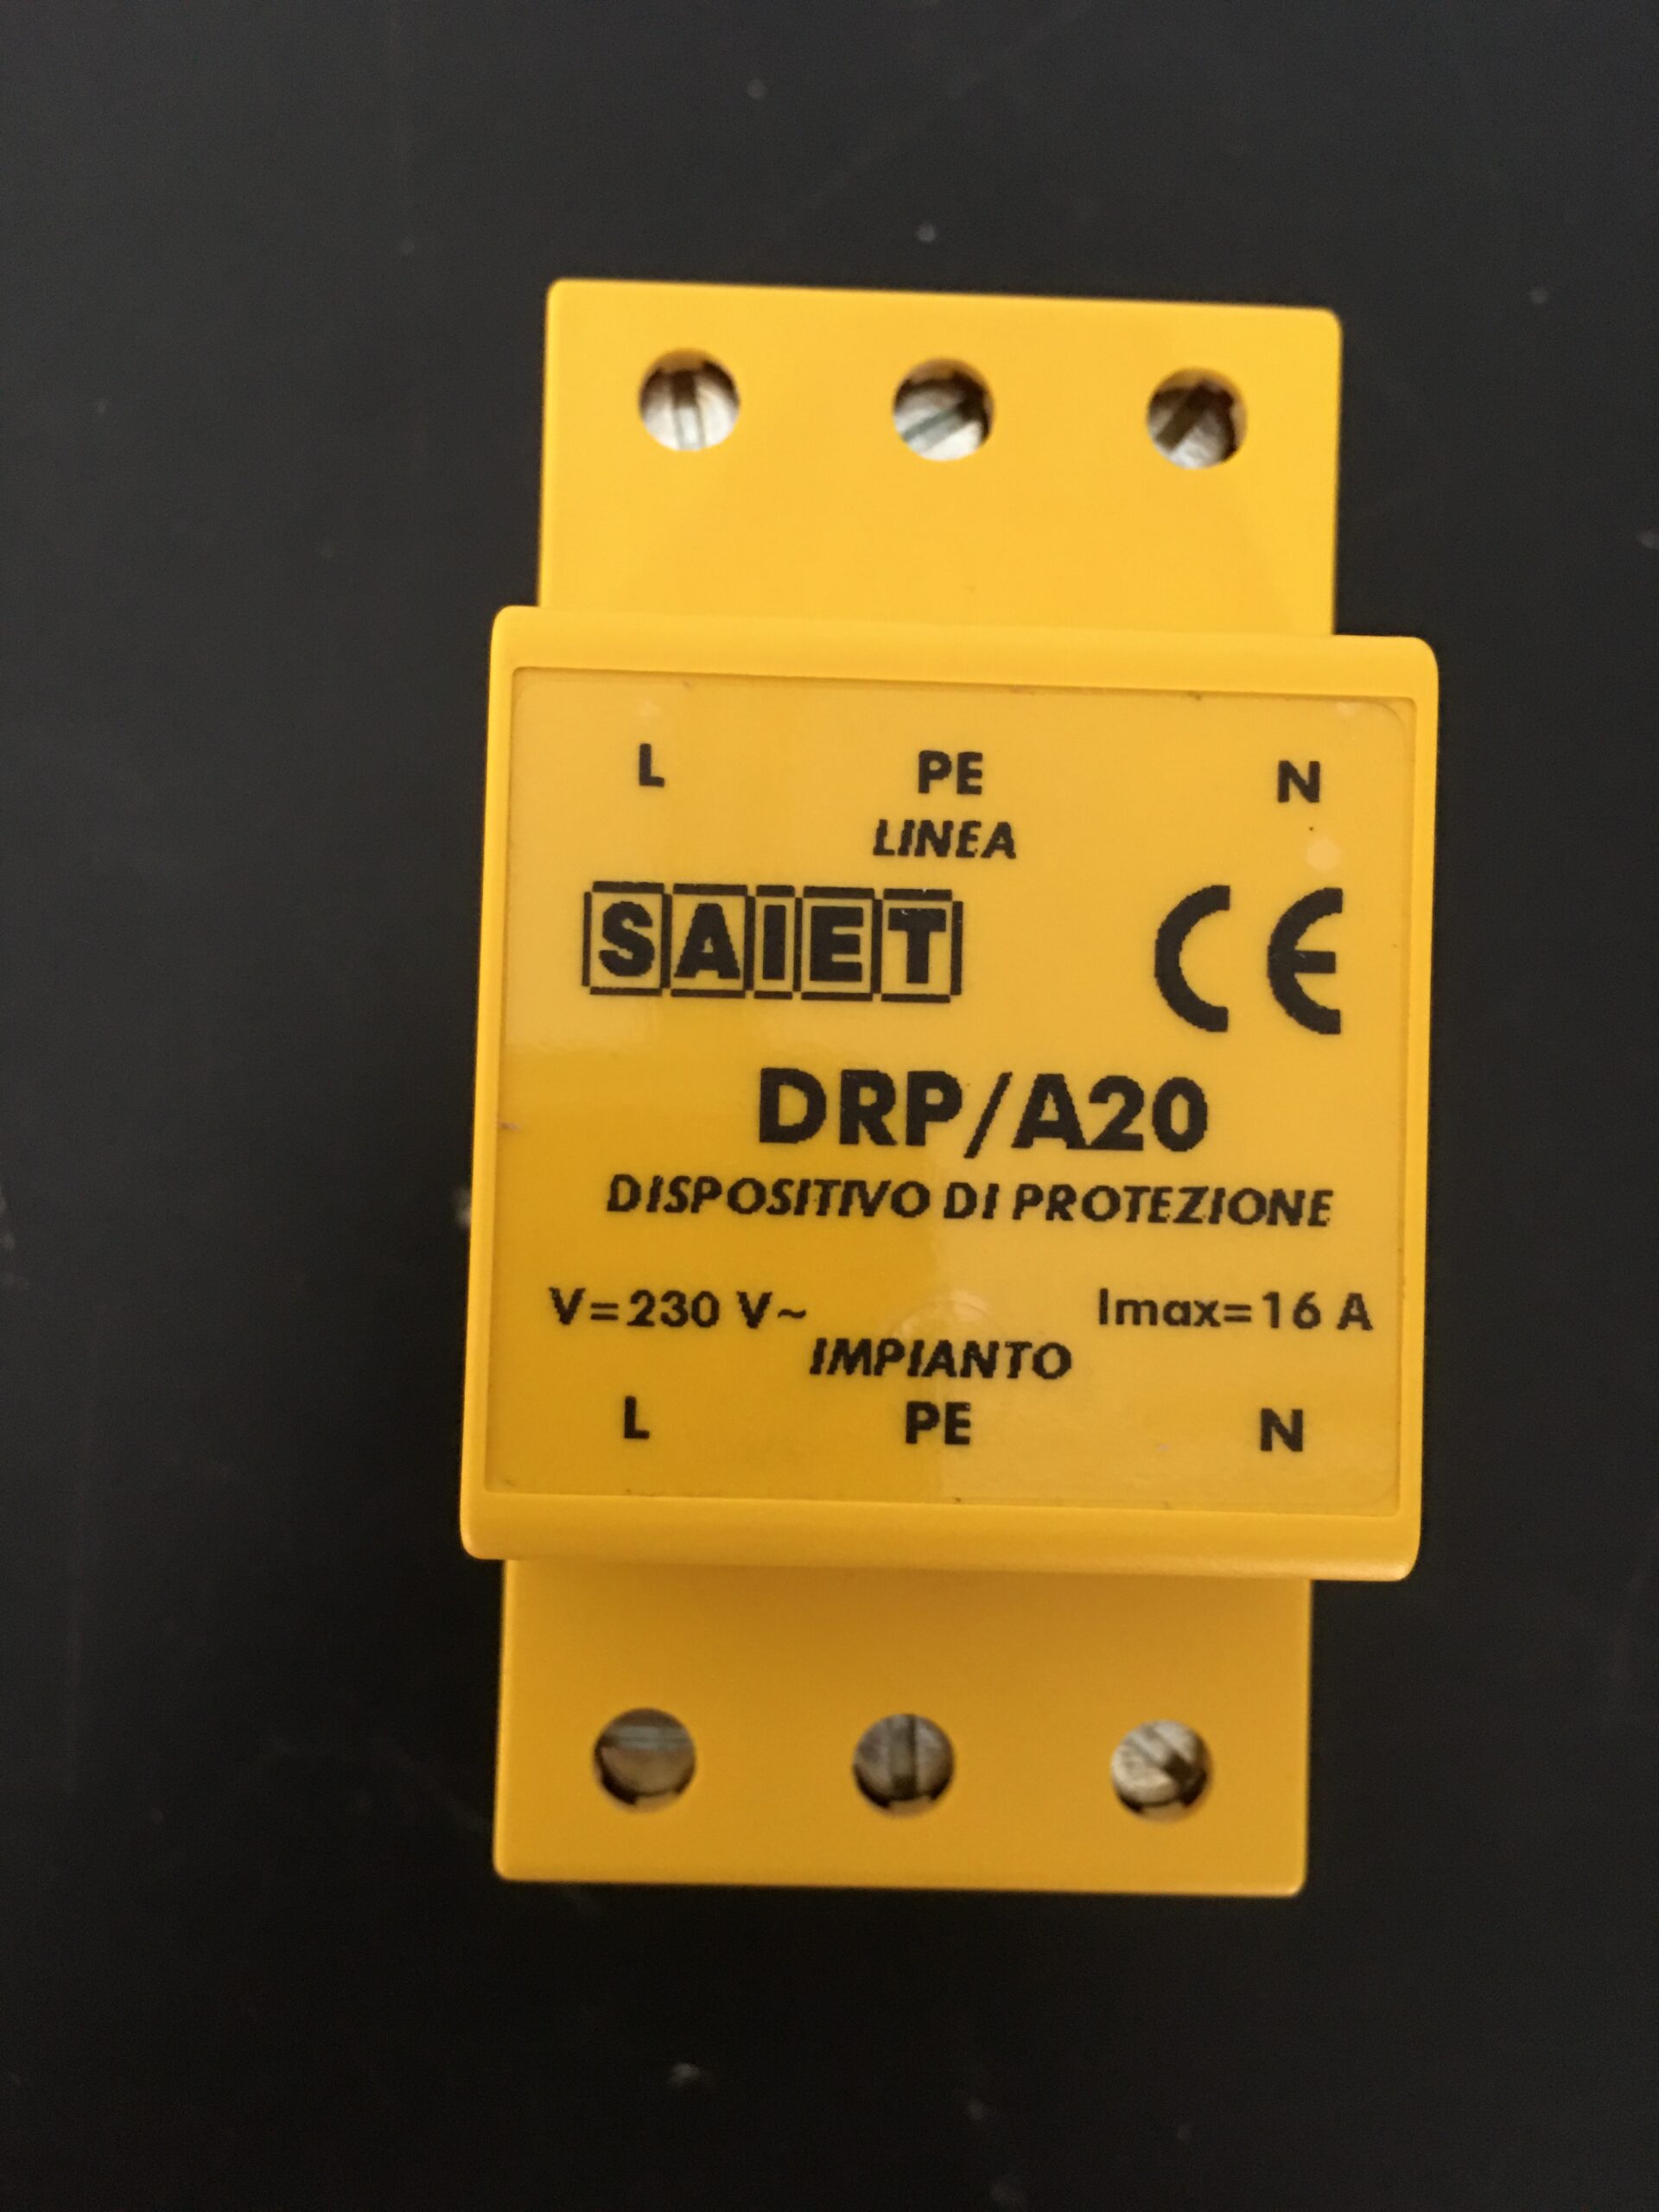 L PE N
LINEA
SAIET CE
DRP/A20
DISPOSITIVO DI PROTEZIONE
V=230 V~ Imax=16 A
IMPIANTO
L PE N